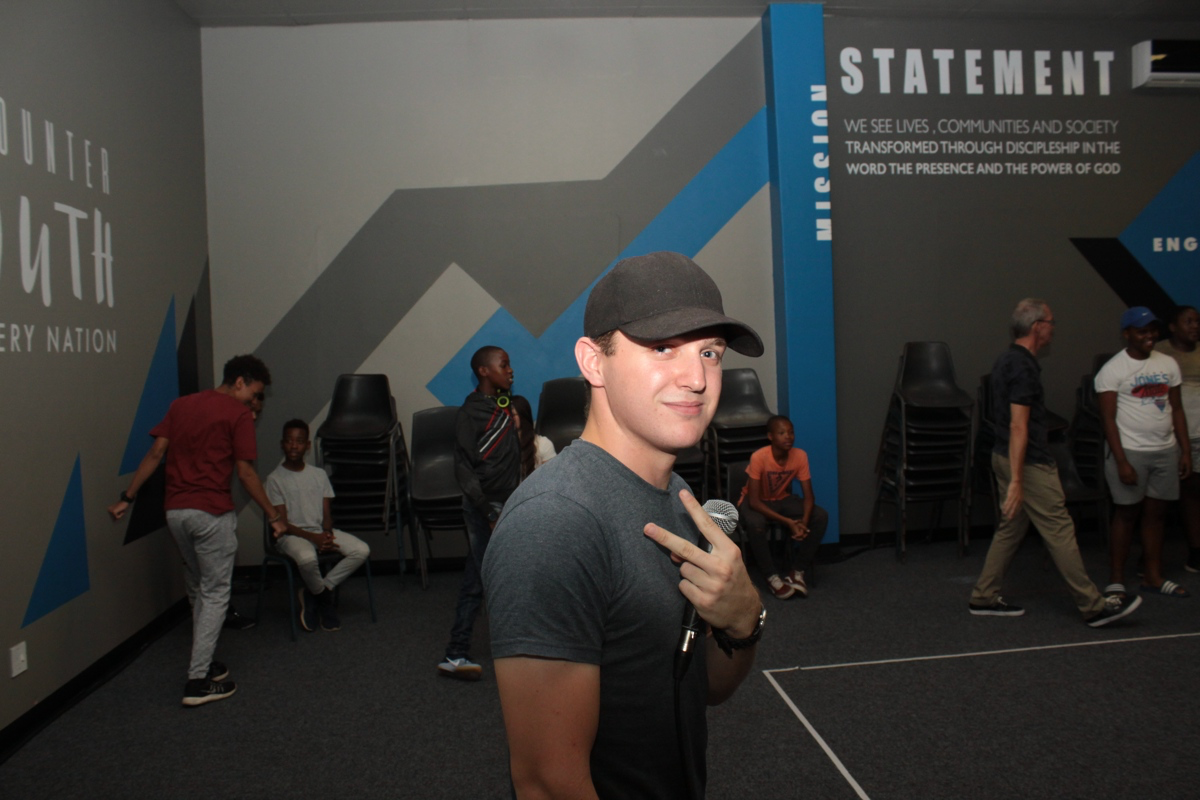 OUNTER
OUTH
ERY NATION
MISSION
STATEMENT
WE SEE LIVES , COMMUNITIES AND SOCIETY
TRANSFORMED THROUGH DISCIPLESHIP IN THE
WORD THE PRESENCE AND THE POWER OF GOD
ENG
JONE'S